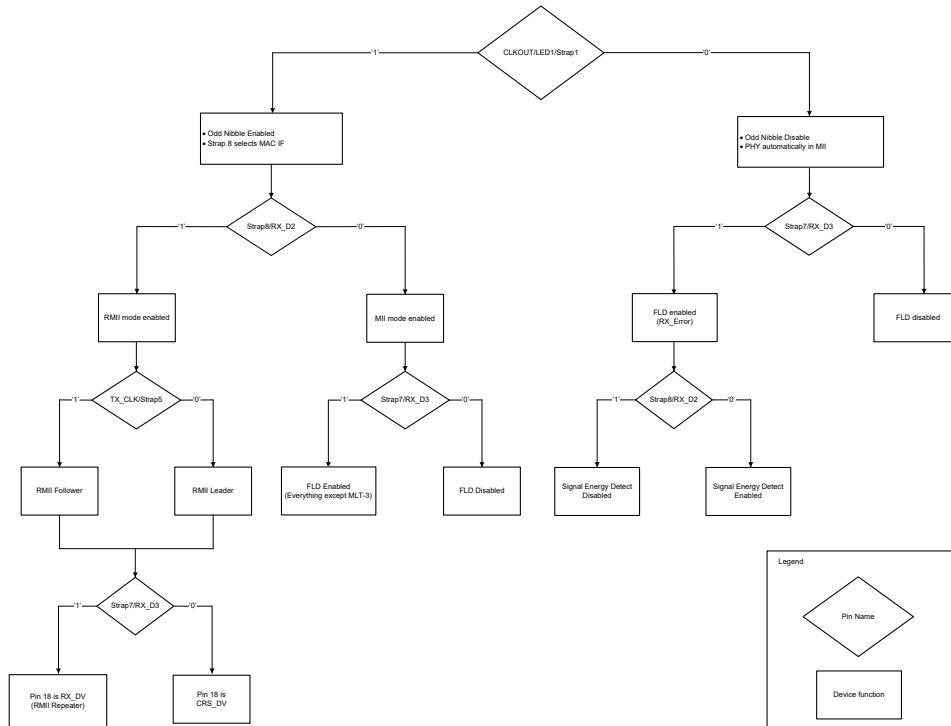 CLKOUT/LED1/Strap1
'1'
'0'
• Odd Nibble Enabled
• Strap 8 selects MAC IF
• Odd Nibble Disable
• PHY automatically in MII
Strap8/RX_D2
'1'
'0'
Strap7/RX_D3
'1'
'0'
RMII mode enabled
MII mode enabled
FLD enabled
(RX_Error)
FLD disabled
TX_CLK/Strap5
'1'
'0'
Strap7/RX_D3
'1'
'0'
Strap8/RX_D2
'1'
'0'
RMII Follower
RMII Leader
FLD Enabled
(Everything except MLT-3)
FLD Disabled
Signal Energy Detect
Disabled
Signal Energy Detect
Enabled
Strap7/RX_D3
'1'
'0'
Pin 18 is RX_DV
(RMII Repeater)
Pin 18 is
CRS_DV
Legend
Pin Name
Device function